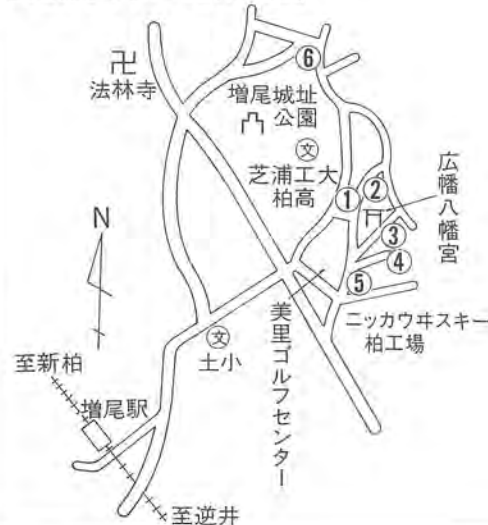 ⑥
卍
法林寺
増尾城址
公園
文
芝浦工大
柏高
①
②
広幡八幡宮
③
④
⑤
N
ニッカウヰスキー
柏工場
美里ゴルフセンター
文
土小
至新柏
増尾駅
至逆井